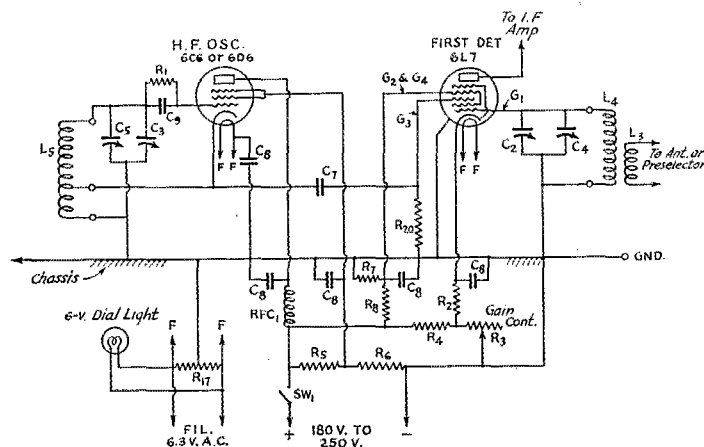 H.F. OSC.
6C6 OR 6D6
FIRST DET
6L7
To I.F
Amp
R1
C9
C5
C3
L5
F
F
C8
G2 & G4
G3
G1
C2
C4
L4
L3
To Ant. or
Preselector
F
F
C7
R20
GND.
Chassis
C8
RFC1
C8
R7
C8
R8
R2
C8
Gain
Cont.
R4
R3
6-V. Dial Light
F
F
R17
R5
R6
SW1
FIL.
6.3 V. A.C.
+
180 V. TO
250 V.
-